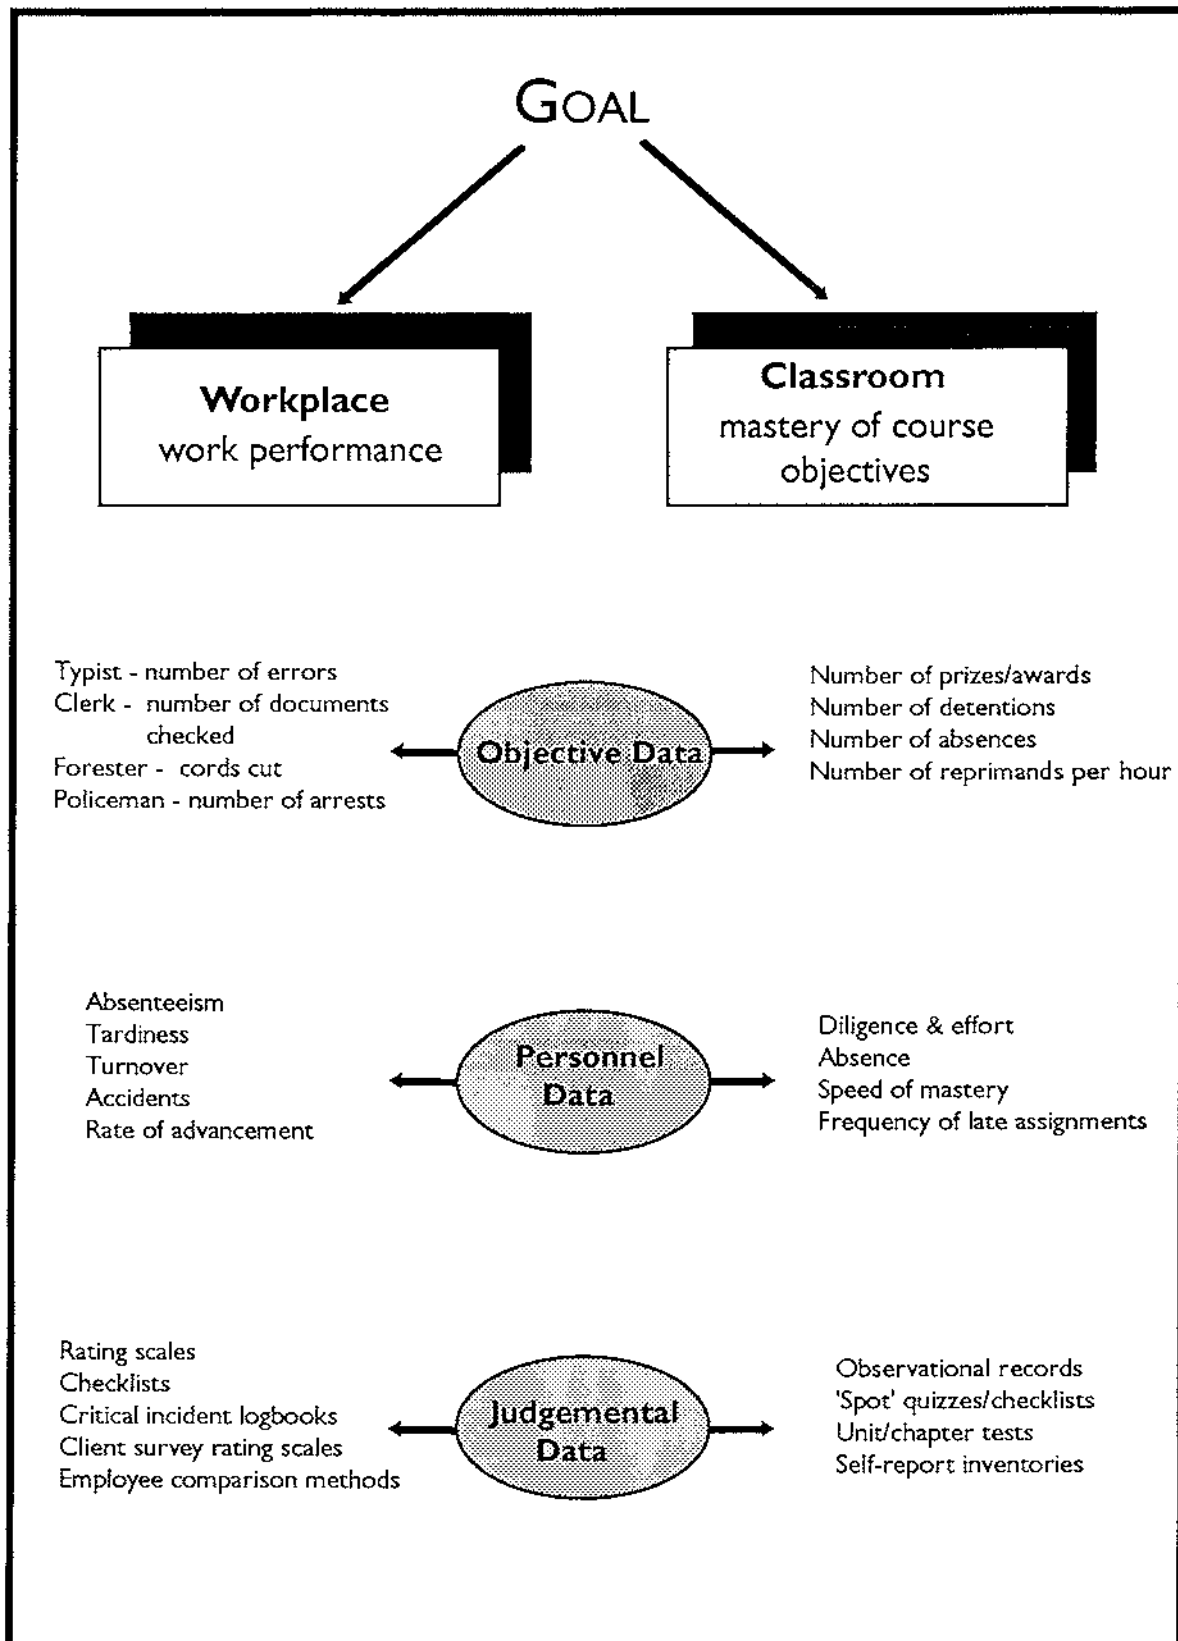 GOAL
Workplace
work performance
Classroom
mastery of course
objectives
Typist - number of errors
Clerk - number of documents
checked
Forester - cords cut
Policeman - number of arrests
Objective Data
Number of prizes/awards
Number of detentions
Number of absences
Number of reprimands per hour
Absenteeism
Tardiness
Turnover
Accidents
Rate of advancement
Personnel
Data
Diligence & effort
Absence
Speed of mastery
Frequency of late assignments
Rating scales
Checklists
Critical incident logbooks
Client survey rating scales
Employee comparison methods
Judgemental
Data
Observational records
'Spot' quizzes/checklists
Unit/chapter tests
Self-report inventories